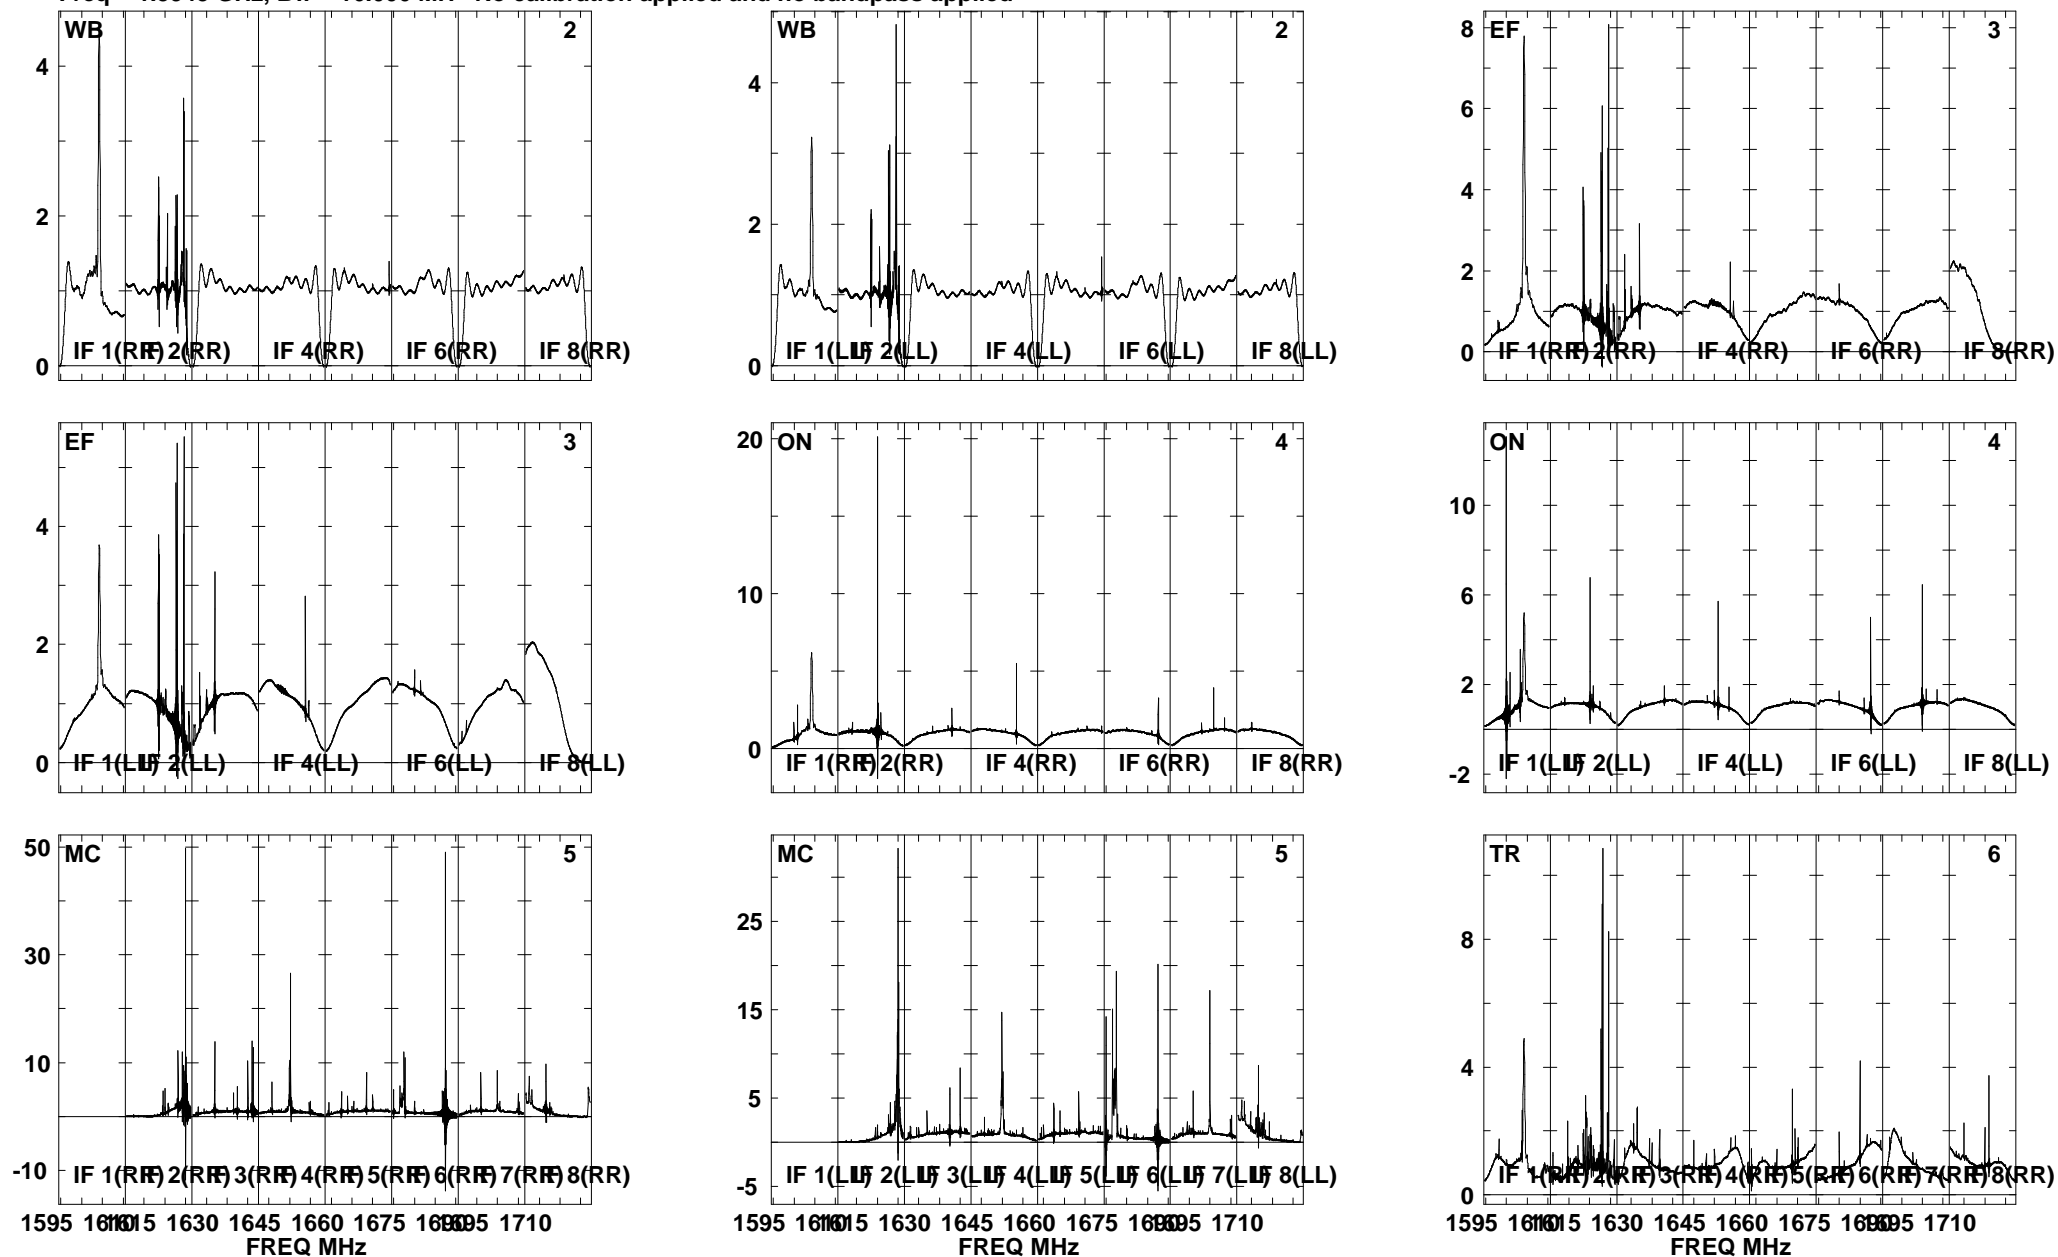 WB 2
WB 2
EF 3
4
2
0
IF 1(RR) IF 2(RR) IF 4(RR) IF 6(RR) IF 8(RR)
4
2
0
IF 1(LL) IF 2(LL) IF 4(LL) IF 6(LL) IF 8(LL)
8
6
4
2
0
IF 1(RR) IF 2(RR) IF 4(RR) IF 6(RR) IF 8(RR)
EF 3
ON 4
ON 4
4
2
0
IF 1(LL) IF 2(LL) IF 4(LL) IF 6(LL) IF 8(LL)
20
10
0
IF 1(RR) IF 2(RR) IF 4(RR) IF 6(RR) IF 8(RR)
10
6
2
-2
IF 1(LL) IF 2(LL) IF 4(LL) IF 6(LL) IF 8(LL)
MC 5
MC 5
TR 6
50
30
10
-10
IF 1(RR) IF 2(RR) IF 3(RR) IF 4(RR) IF 5(RR) IF 6(RR) IF 7(RR) IF 8(RR)
25
15
5
-5
IF 1(LL) IF 2(LL) IF 3(LL) IF 4(LL) IF 5(LL) IF 6(LL) IF 7(LL) IF 8(LL)
8
4
0
IF 1(RR) IF 2(RR) IF 3(RR) IF 4(RR) IF 5(RR) IF 6(RR) IF 7(RR) IF 8(RR)
1595 1610 1615 1630 1645 1660 1675 1690 1695 1710
1595 1610 1615 1630 1645 1660 1675 1690 1695 1710
1595 1610 1615 1630 1645 1660 1675 1690 1695 1710
FREQ MHz
FREQ MHz
FREQ MHz